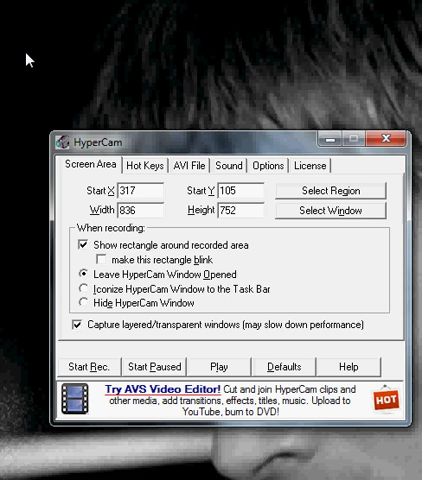 HyperCam
Screen Area Hot Keys AVI File Sound Options License
Start X 317 Start Y 105 Select Region
Width 836 Height 752 Select Window
When recording:
Show rectangle around recorded area
make this rectangle blink
Leave HyperCam Window Opened
Iconize HyperCam Window to the Task Bar
Hide HyperCam Window
Capture layered/transparent windows (may slow down performance)
Start Rec. Start Paused Play Defaults Help
Try AVS Video Editor! Cut and join HyperCam clips and
other media, add transitions, effects, titles, music. Upload to
YouTube, burn to DVD!
HOT